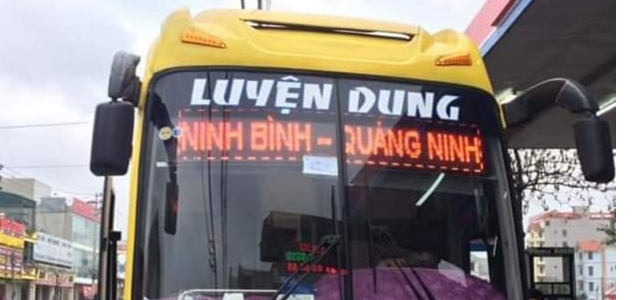 LUYỆN DUNG
NINH BÌNH - QUẢNG NINH